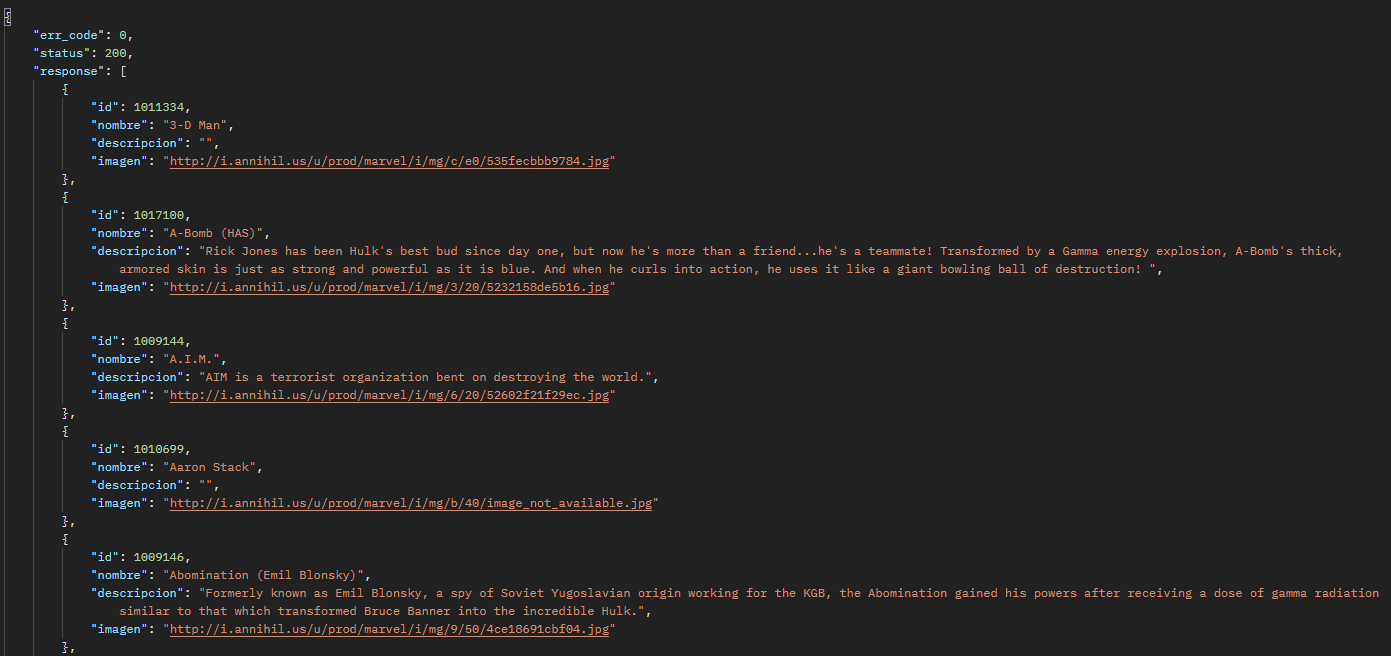 {
"err_code": 0,
"status": 200,
"response": [
{
"id": 1011334,
"nombre": "3-D Man",
"descripcion": "",
"imagen": "http://i.annihil.us/u/prod/marvel/i/mg/c/e0/535fecbbb9784.jpg"
},
{
"id": 1017100,
"nombre": "A-Bomb (HAS)",
"descripcion": "Rick Jones has been Hulk's best bud since day one, but now he's more than a friend...he's a teammate! Transformed by a Gamma energy explosion, A-Bomb's thick,
armored skin is just as strong and powerful as it is blue. And when he curls into action, he uses it like a giant bowling ball of destruction! ",
"imagen": "http://i.annihil.us/u/prod/marvel/i/mg/3/20/5232158de5b16.jpg"
},
{
"id": 1009144,
"nombre": "A.I.M.",
"descripcion": "AIM is a terrorist organization bent on destroying the world.",
"imagen": "http://i.annihil.us/u/prod/marvel/i/mg/6/20/52602f21f29ec.jpg"
},
{
"id": 1010699,
"nombre": "Aaron Stack",
"descripcion": "",
"imagen": "http://i.annihil.us/u/prod/marvel/i/mg/b/40/image_not_available.jpg"
},
{
"id": 1009146,
"nombre": "Abomination (Emil Blonsky)",
"descripcion": "Formerly known as Emil Blonsky, a spy of Soviet Yugoslavian origin working for the KGB, the Abomination gained his powers after receiving a dose of gamma radiation
similar to that which transformed Bruce Banner into the incredible Hulk.",
"imagen": "http://i.annihil.us/u/prod/marvel/i/mg/9/50/4ce18691cbf04.jpg"
},